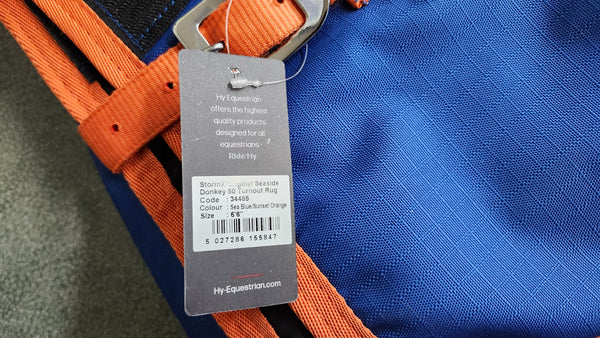 Hy Equestrian
offers the highest
quality products
designed for all
equestrians
Ride Hy
StormX Original Seaside
Donkey 50 Turnout Rug
Code : 34485
Colour : Sea Blue/Sunset Orange
Size : 6'6"
5 027286 155847
Hy-Equestrian.com